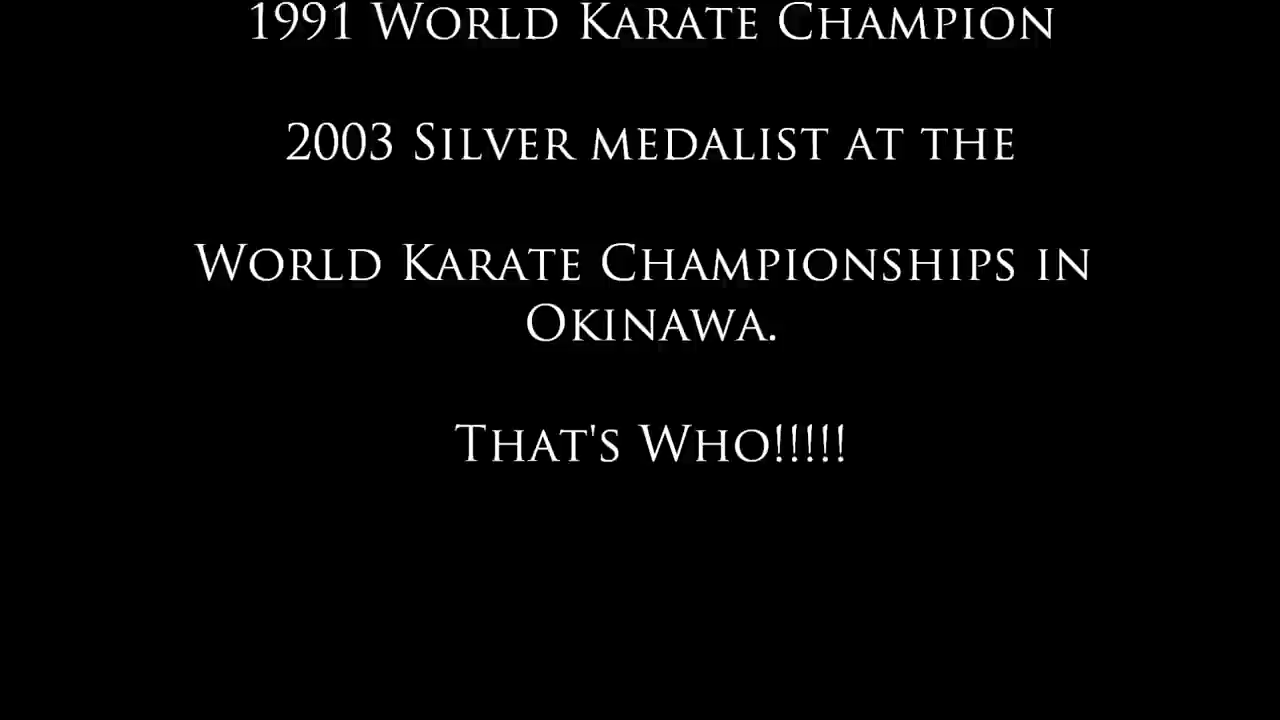 1991 World Karate Champion
2003 Silver medalist at the
World Karate Championships in
Okinawa.
That's Who!!!!!